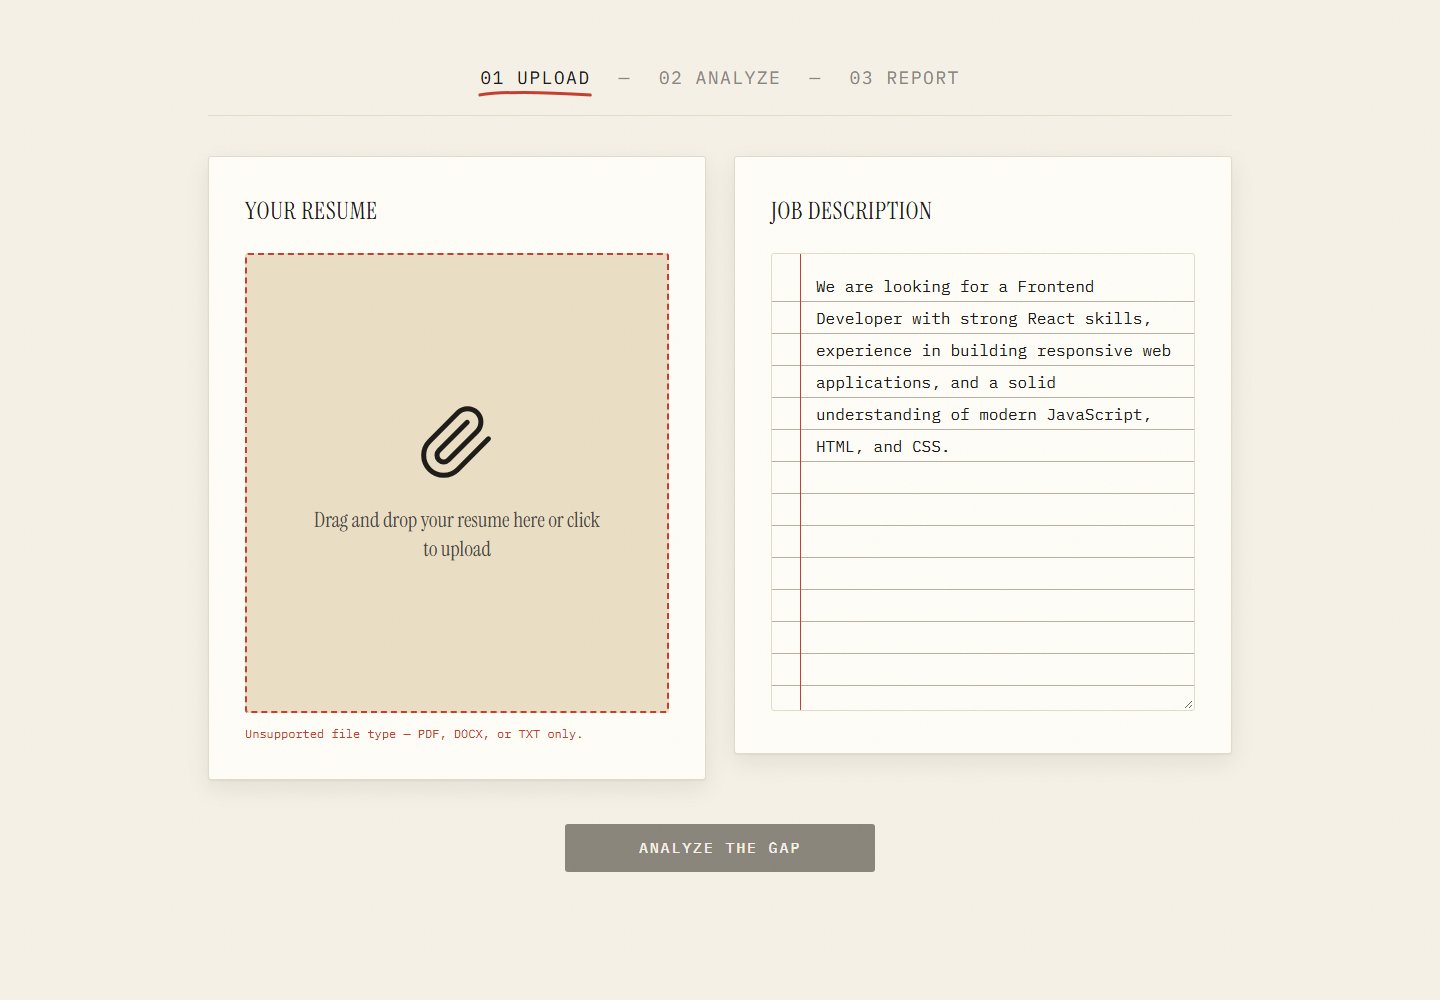 01 UPLOAD — 02 ANALYZE — 03 REPORT
YOUR RESUME
Drag and drop your resume here or click
to upload
Unsupported file type — PDF, DOCX, or TXT only.
JOB DESCRIPTION
We are looking for a Frontend
Developer with strong React skills,
experience in building responsive web
applications, and a solid
understanding of modern JavaScript,
HTML, and CSS.
ANALYZE THE GAP